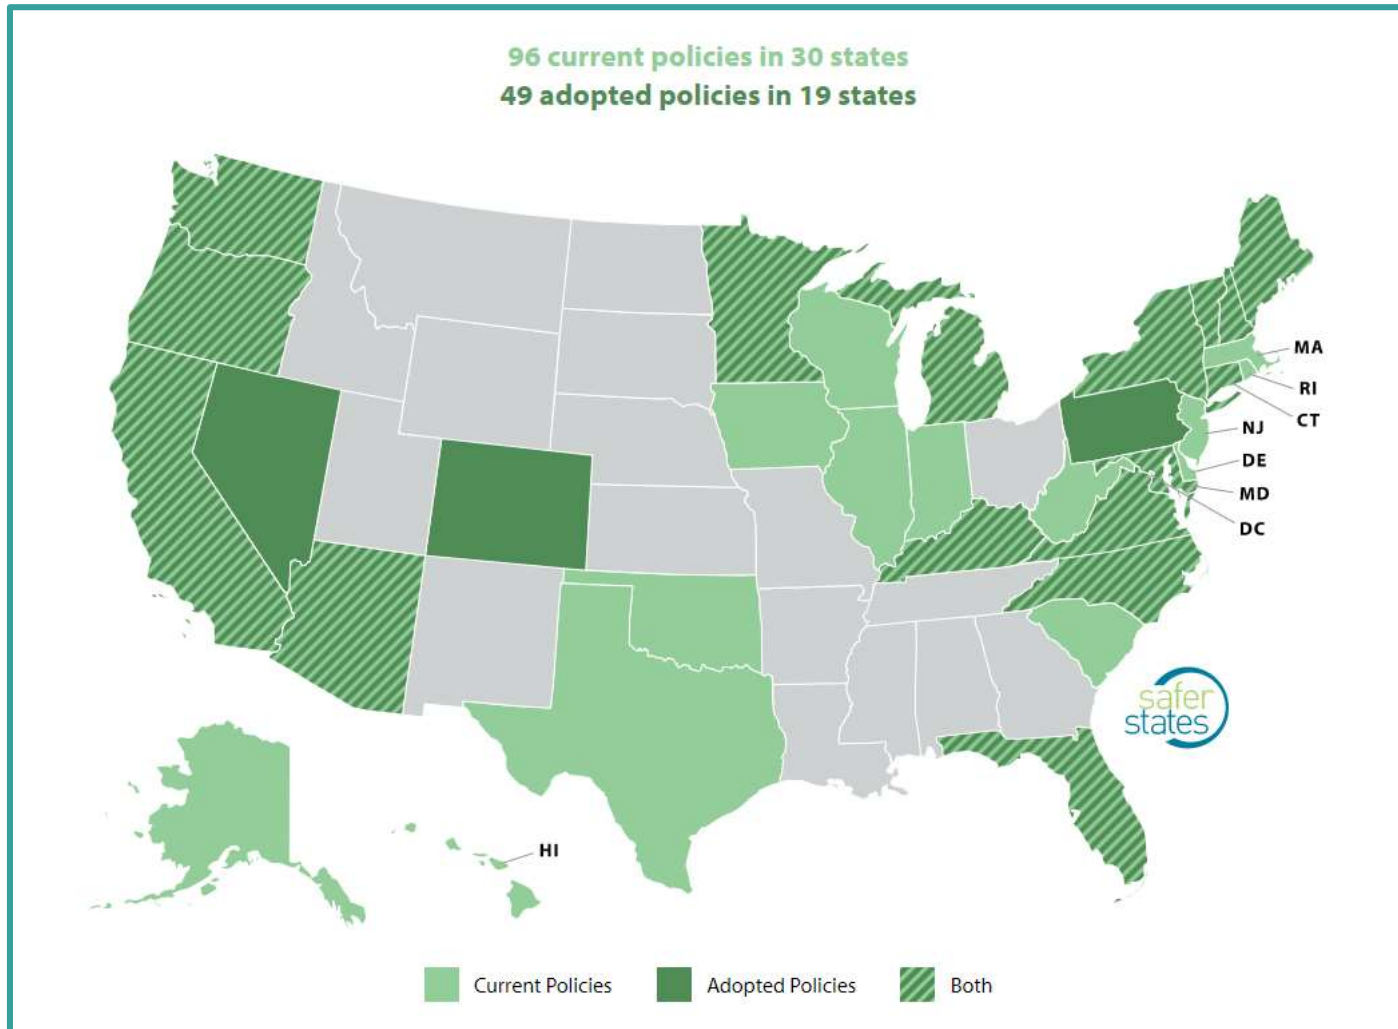 96 current policies in 30 states
49 adopted policies in 19 states
MA
RI
CT
NJ
DE
MD
DC
safer
states
HI
Current Policies
Adopted Policies
Both